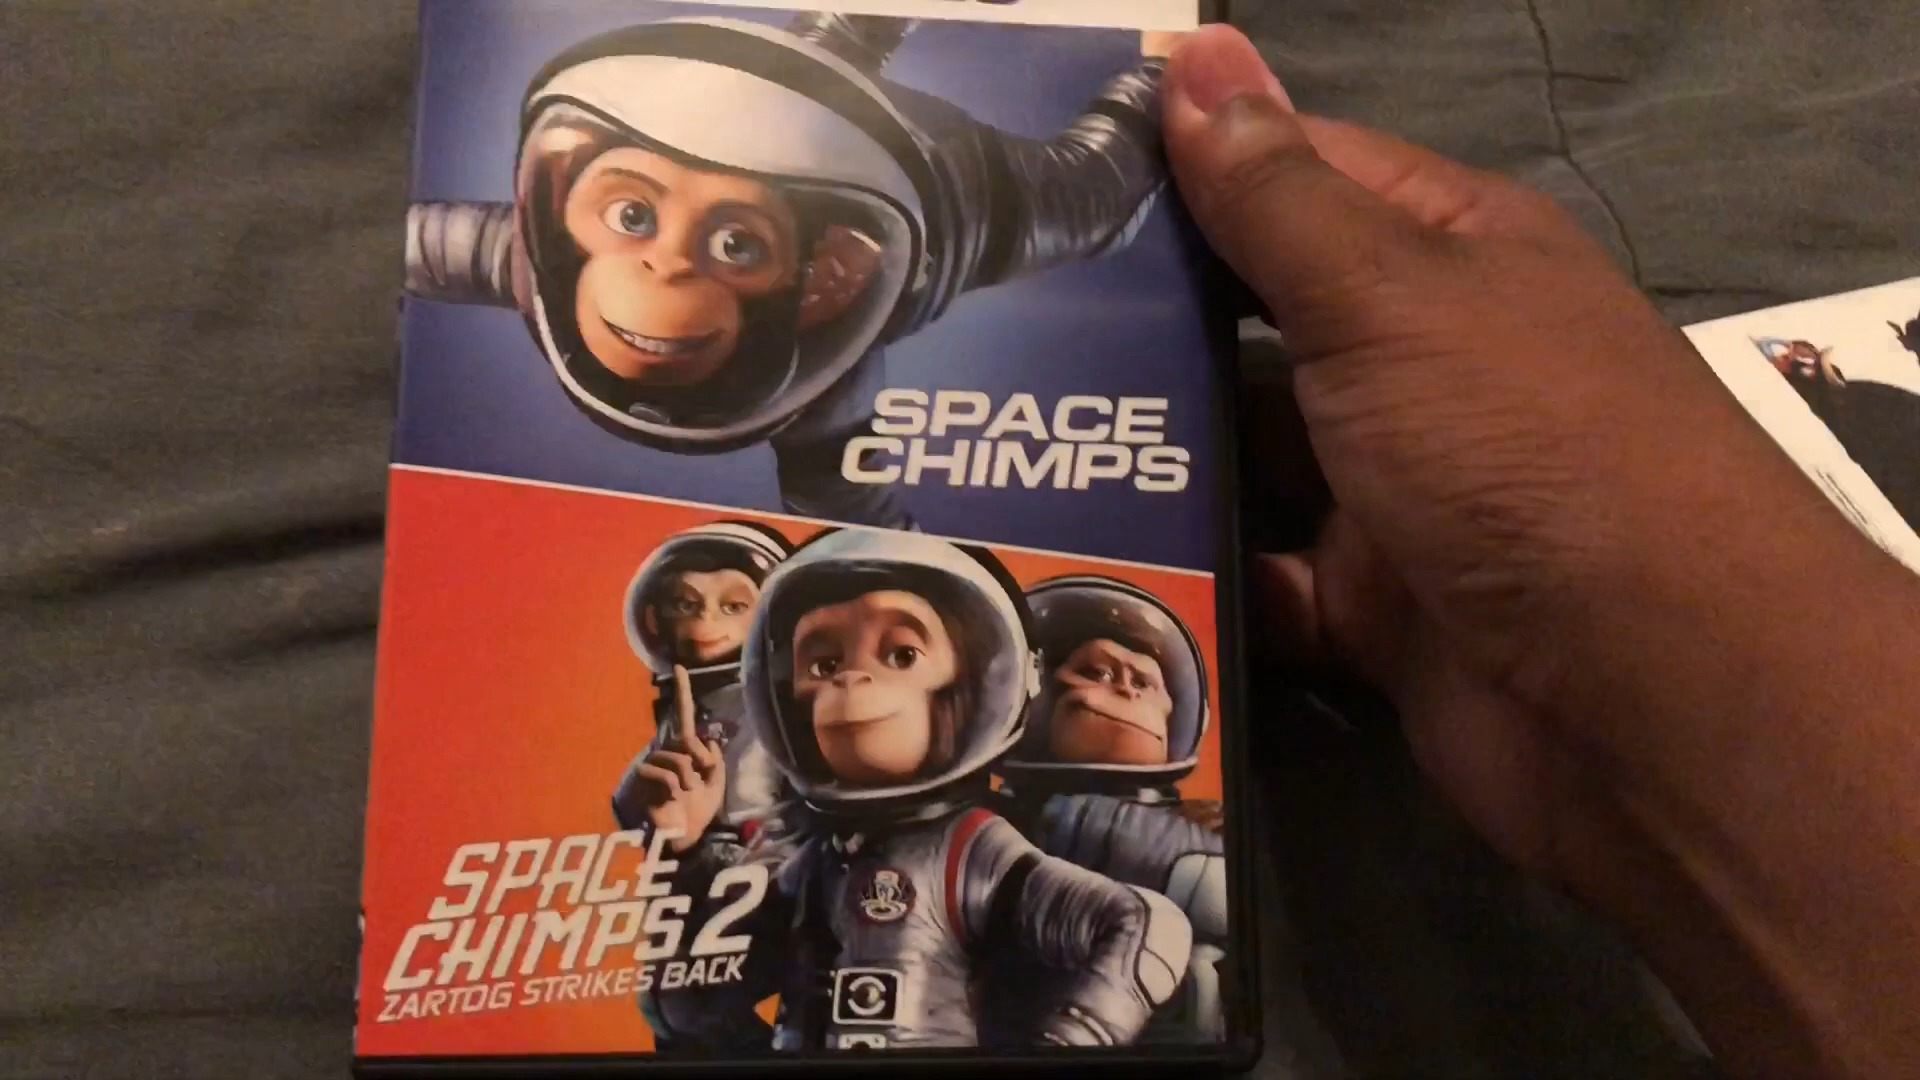 SPACE
CHIMPS
SPACE
CHIMPS 2
ZARTOG STRIKES BACK